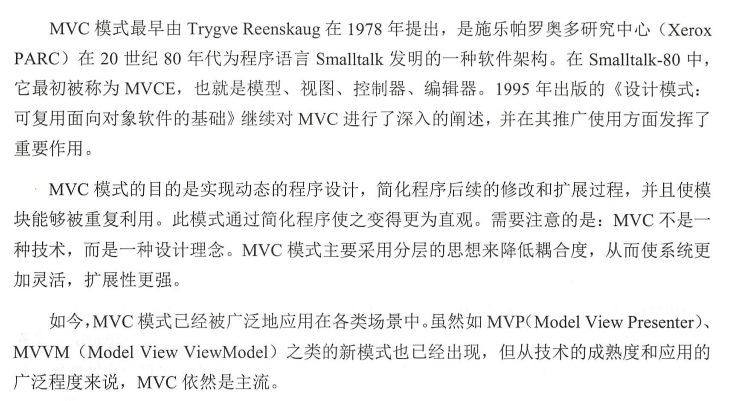 MVC 模式最早由 Trygve Reenskaug 在 1978 年提出，是施乐帕罗奥多研究中心（Xerox
PARC）在 20 世纪 80 年代为程序语言 Smalltalk 发明的一种软件架构。在 Smalltalk-80 中，
它最初被称为 MVCE，也就是模型、视图、控制器、编辑器。1995 年出版的《设计模式：
可复用面向对象软件的基础》继续对 MVC 进行了深入的阐述，并在其推广使用方面发挥了
重要作用。
MVC 模式的目的是实现动态的程序设计，简化程序后续的修改和扩展过程，并且使模
块能够被重复利用。此模式通过简化程序使之变得更为直观。需要注意的是：MVC 不是一
种技术，而是一种设计理念。MVC 模式主要采用分层的思想来降低耦合度，从而使系统更
加灵活，扩展性更强。
如今，MVC 模式已经被广泛地应用在各类场景中。虽然如 MVP（Model View Presenter）、
MVVM（Model View ViewModel）之类的新模式也已经出现，但从技术的成熟度和应用的
广泛程度来说，MVC 依然是主流。